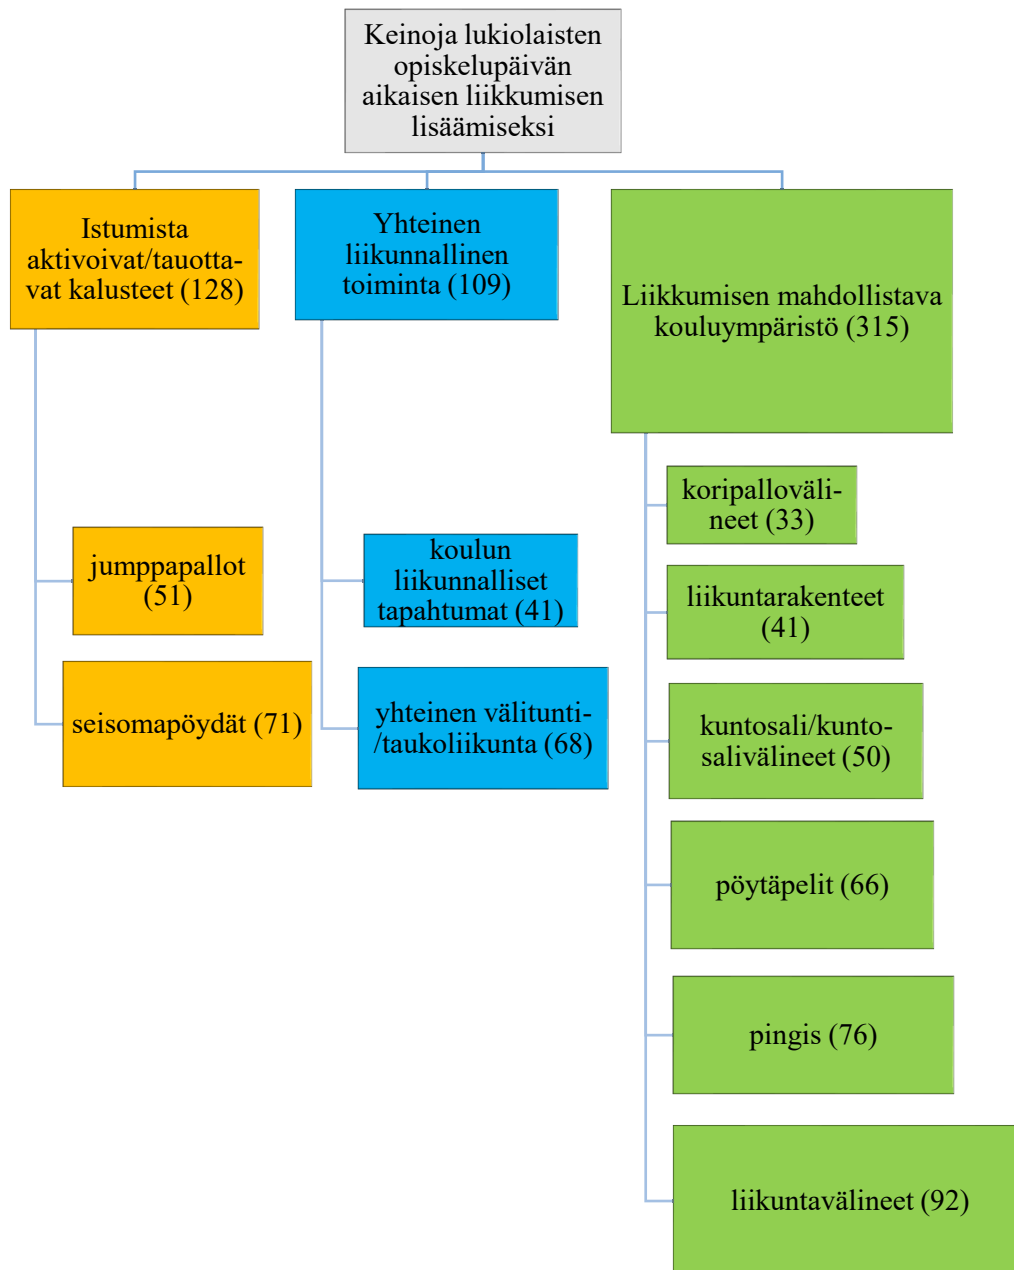 Keinoja lukiolaisten
opiskelupäivän
aikaisen liikkumisen
lisäämiseksi
Istumista
aktivoivat/tauotta-
vat kalusteet (128)
jumppapallot
(51)
seisomapöydät (71)
Yhteinen
liikunnallinen
toiminta (109)
koulun
liikunnalliset
tapahtumat (41)
yhteinen välitunti-
/taukoliikunta (68)
Liikkumisen mahdollistava
kouluympäristö (315)
koripallováli-
neet (33)
liikuntarakenteet
(41)
kuntosali/kunto-
salivälineet (50)
pöytäpelit (66)
pingis (76)
liikuntavälineet (92)